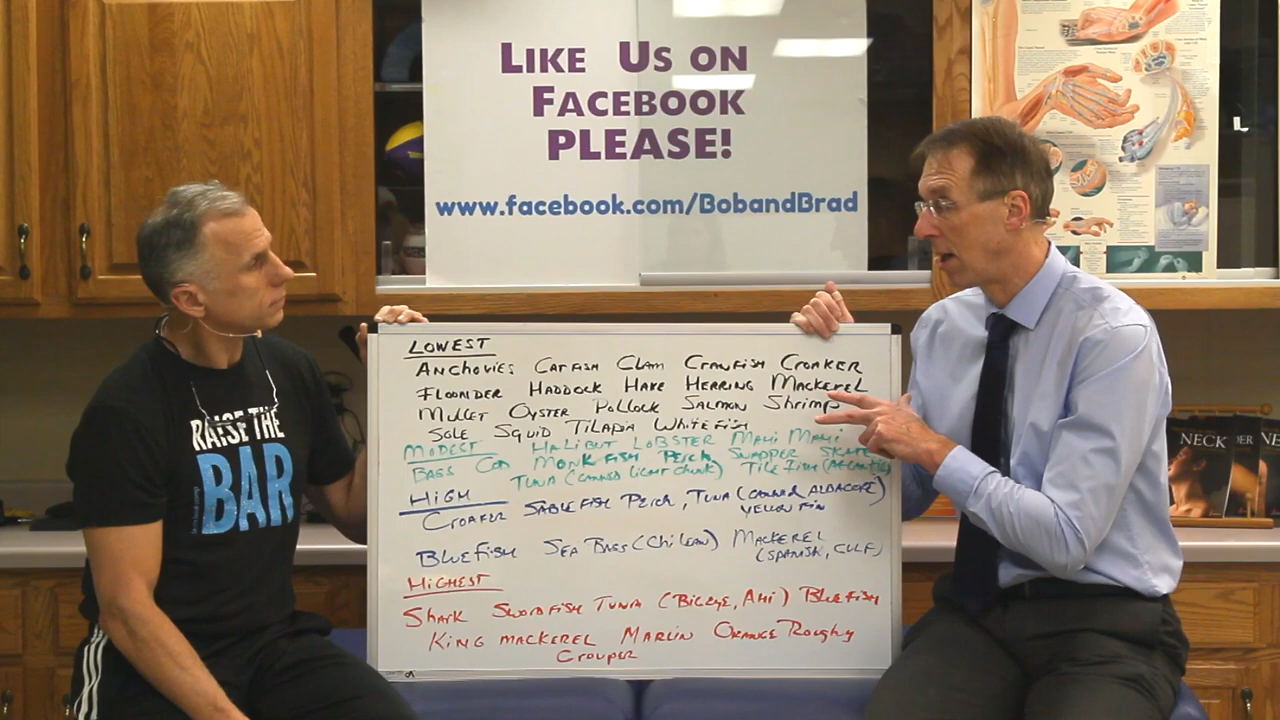 LIKE US ON
FACEBOOK
PLEASE!
www.facebook.com/BobandBrad
RAISE THE
BAR
NECK
DER
NE
LOWEST
ANCHOVIES CATFISH CLAM CRAWFISH CROAKER
FLOUNDER HADDOCK HAKE HERRING MACKEREL
MULLET OYSTER POLLOCK SALMON SHRIMP
SOLE SQUID TILAPIA WHITEFISH
MODEST HALIBUT LOBSTER MAHI MAHI
BASS COD MONKFISH PERCH SNAPPER SKATE
TUNA (CANNED LIGHT CHUNK) TILEFISH (ATLANTIC)
HIGH
CROAKER SABLEFISH PERCH, TUNA (CANNED ALBACORE)
YELLOWFIN
BLUEFISH SEA BASS (CHILEAN) MACKEREL
(SPANISH, GULF)
HIGHEST
SHARK SWORDFISH TUNA (BIGEYE, AHI) BLUEFISH
KING MACKEREL MARLIN ORANGE ROUGHY
GROUPER